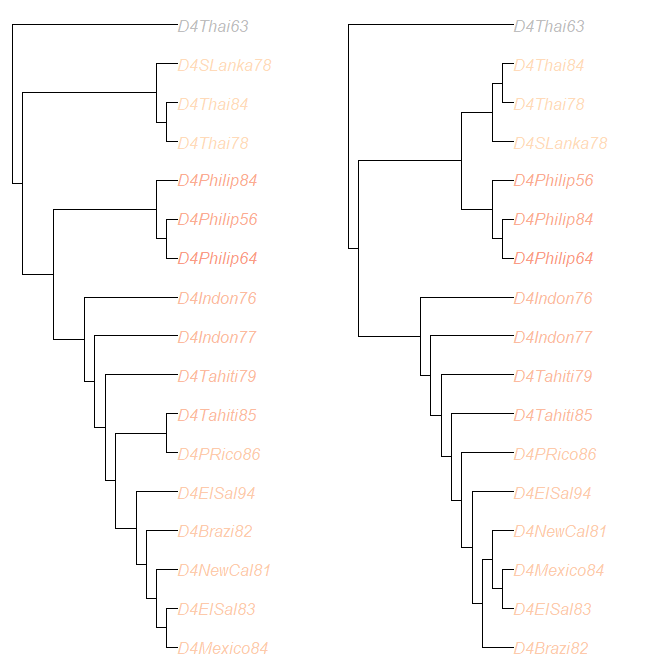 D4Thai63
D4SLanka78
D4Thai84
D4Thai78
D4Philip84
D4Philip56
D4Philip64
D4Indon76
D4Indon77
D4Tahiti79
D4Tahiti85
D4PRico86
D4ElSal94
D4Brazi82
D4NewCal81
D4ElSal83
D4Mexico84
D4Thai63
D4Thai84
D4Thai78
D4SLanka78
D4Philip56
D4Philip84
D4Philip64
D4Indon76
D4Indon77
D4Tahiti79
D4Tahiti85
D4PRico86
D4ElSal94
D4NewCal81
D4Mexico84
D4ElSal83
D4Brazi82